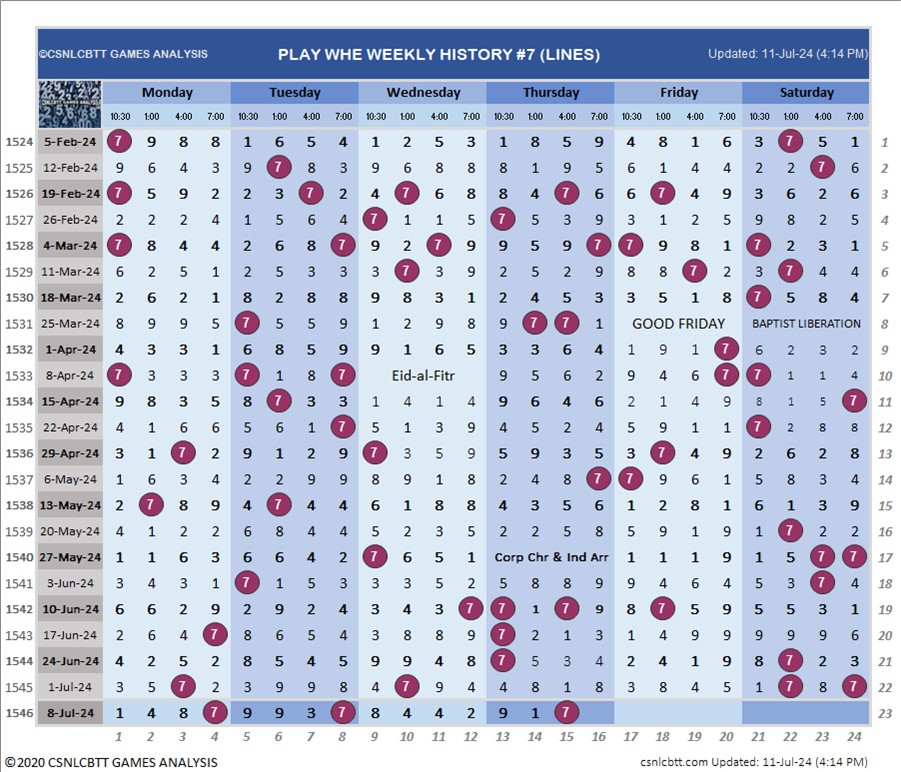 ©CSNLCBTT GAMES ANALYSIS PLAY WHE WEEKLY HISTORY #7 (LINES) Updated: 11-Jul-24 (4:14 PM)
Monday Tuesday Wednesday Thursday Friday Saturday
10:30 1:00 4:00 7:00 10:30 1:00 4:00 7:00 10:30 1:00 4:00 7:00 10:30 1:00 4:00 7:00 10:30 1:00 4:00 7:00 10:30 1:00 4:00 7:00
1524 5-Feb-24 7 9 8 8 1 6 5 4 1 2 5 3 1 8 5 9 4 8 1 6 3 7 5 1 1
1525 12-Feb-24 9 6 4 3 9 7 8 3 9 6 8 8 8 1 9 5 6 1 4 4 2 2 7 6 2
1526 19-Feb-24 7 5 9 2 2 3 7 2 4 7 6 8 8 4 7 6 6 7 4 9 3 6 2 6 3
1527 26-Feb-24 2 2 2 4 1 5 6 4 7 1 1 5 7 5 3 9 3 1 2 5 9 8 2 5 4
1528 4-Mar-24 7 8 4 4 2 6 8 7 9 2 7 9 9 5 9 7 7 9 8 1 7 2 3 1 5
1529 11-Mar-24 6 2 5 1 2 5 3 3 3 7 9 3 2 5 2 9 8 8 7 2 3 7 4 4 6
1530 18-Mar-24 2 6 2 1 8 2 8 8 9 8 3 1 2 4 5 3 3 5 1 8 7 5 8 4 7
1531 25-Mar-24 8 9 9 5 7 5 5 9 1 2 9 8 9 7 7 1 GOOD FRIDAY BAPTIST LIBERATION 8
1532 1-Apr-24 4 3 3 1 6 8 5 9 9 1 6 5 3 3 6 4 1 9 1 7 6 2 3 2 9
1533 8-Apr-24 7 3 3 3 7 1 8 7 Eid-al-Fitr 9 5 6 2 9 4 6 7 7 1 1 4 10
1534 15-Apr-24 9 8 3 5 8 7 3 3 1 4 1 4 9 6 4 6 2 1 4 9 8 1 5 7 11
22-Apr-24 4 1 6 6 5 6 1 7 5 1 3 9 4 5 2 4 5 9 1 1 7 2 8 8 12
1536 29-Apr-24 3 1 7 2 9 1 2 9 7 3 5 9 5 9 3 5 3 7 4 9 2 6 2 8 13
1537 6-May-24 1 6 3 4 2 2 9 9 8 9 1 8 2 4 8 7 7 9 6 1 5 8 3 4 14
1538 13-May-24 2 7 8 9 4 7 4 4 6 1 8 8 4 3 5 6 1 2 8 1 6 1 3 9 15
1539 20-May-24 4 1 2 2 6 8 4 4 5 2 3 5 2 2 5 8 5 9 1 9 1 7 2 2 16
1540 27-May-24 1 1 6 3 6 6 4 2 7 6 5 1 Corp Chr & Ind Arr 1 1 1 9 1 5 7 7 17
1541 3-Jun-24 3 4 3 1 7 1 5 3 3 3 5 2 5 8 8 9 9 4 6 4 5 3 7 4 18
1542 10-Jun-24 6 6 2 9 2 9 2 4 3 4 3 7 7 1 7 9 8 7 5 9 5 5 3 1 19
1543 17-Jun-24 2 6 4 7 8 6 5 4 3 8 8 9 7 2 1 3 1 4 9 9 9 9 9 6 20
1544 24-Jun-24 4 2 5 2 8 5 4 5 9 9 4 8 7 5 3 4 2 4 1 9 8 7 2 3 21
1545 1-Jul-24 3 5 7 2 3 9 9 8 4 7 9 4 4 8 1 8 3 8 4 5 1 7 8 7 22
1546 8-Jul-24 1 4 8 7 9 9 3 7 8 4 4 2 9 1 7 23
1 2 3 4 5 6 7 8 9 10 11 12 13 14 15 16 17 18 19 20 21 22 23 24
©2020 CSNLCBTT GAMES ANALYSIS csnlcbtt.com Updated: 11-Jul-24 (4:14 PM)